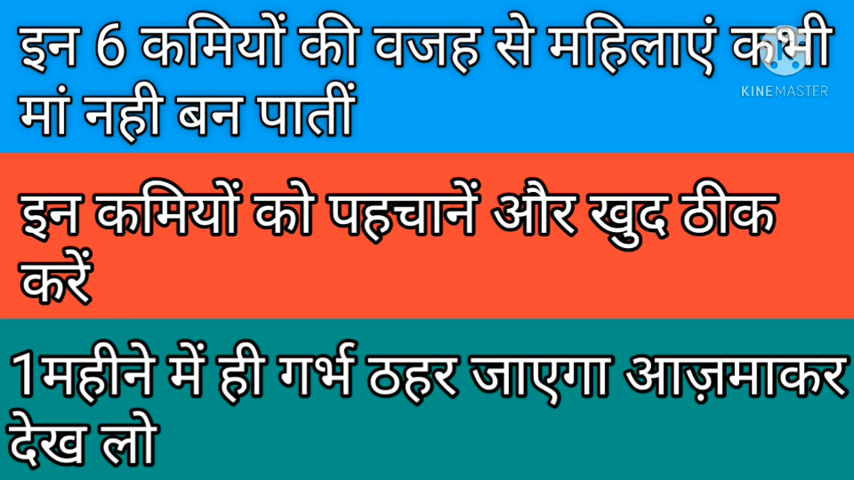 इन 6 कमियों की वजह से महिलाएं कभी
मां नही बन पातीं
KINEMASTER
इन कमियों को पहचानें और खुद ठीक
करें
1महीने में ही गर्भ ठहर जाएगा आज़माकर
देख लो